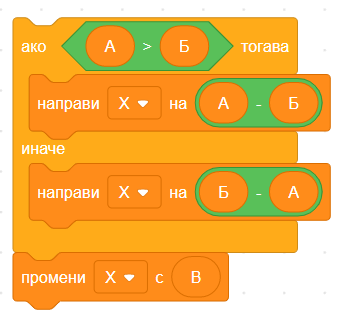 ако А > Б тогава
направи X на А - Б
иначе
направи X на Б - А
промени X с В